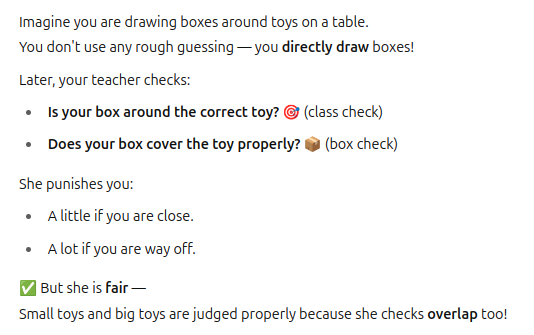 Imagine you are drawing boxes around toys on a table.
You don't use any rough guessing — you directly draw boxes!
Later, your teacher checks:
• Is your box around the correct toy? 🎯 (class check)
• Does your box cover the toy properly? 📦 (box check)
She punishes you:
• A little if you are close.
• A lot if you are way off.
✅ But she is fair —
Small toys and big toys are judged properly because she checks overlap too!